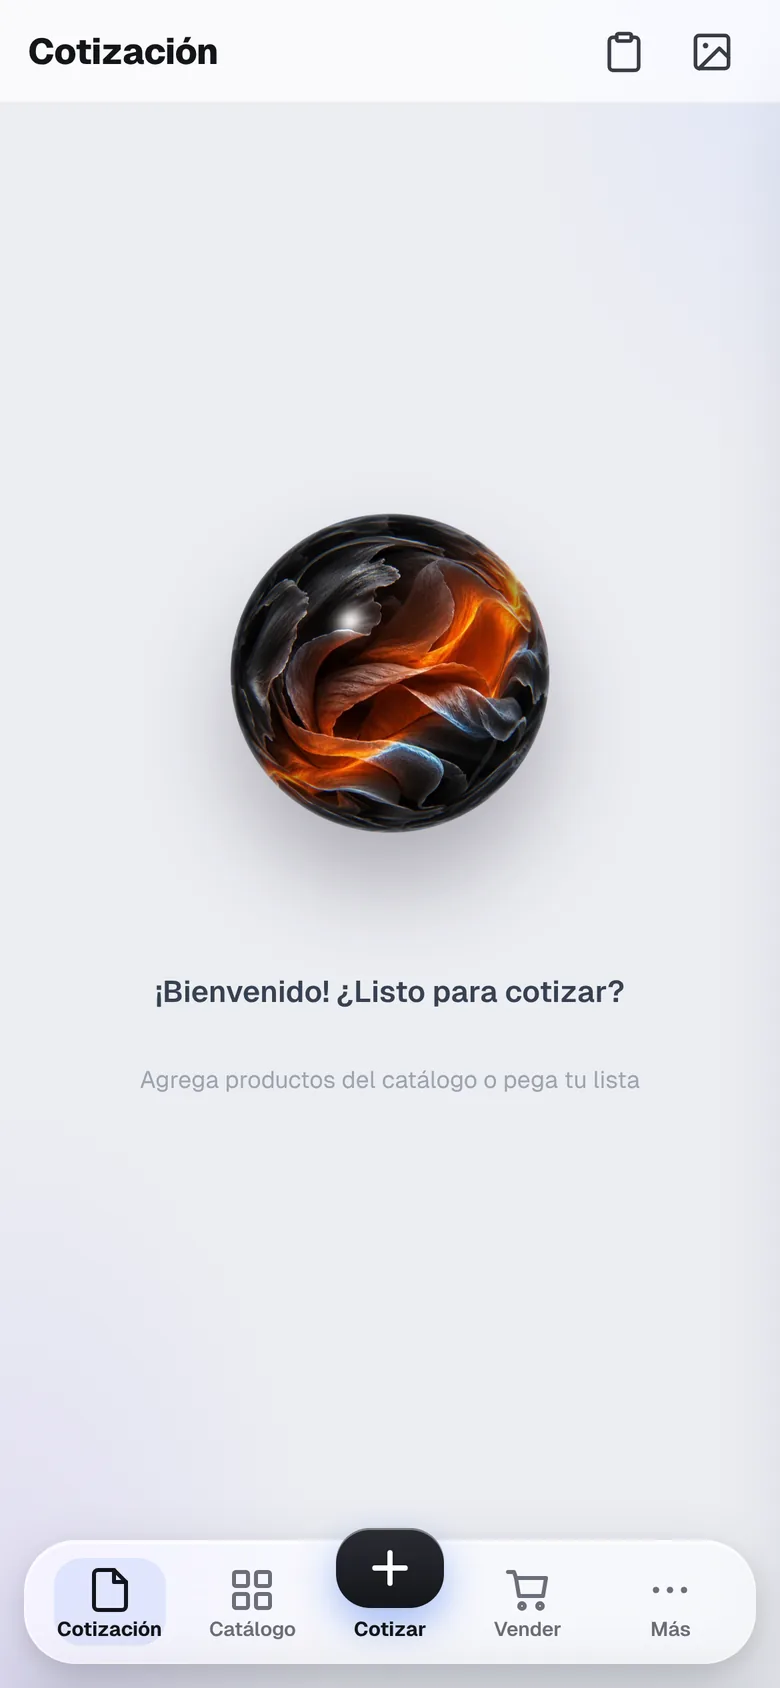 Cotización
¡Bienvenido! ¿Listo para cotizar?
Agrega productos del catálogo o pega tu lista
Cotización
Catálogo
Cotizar
Vender
Más